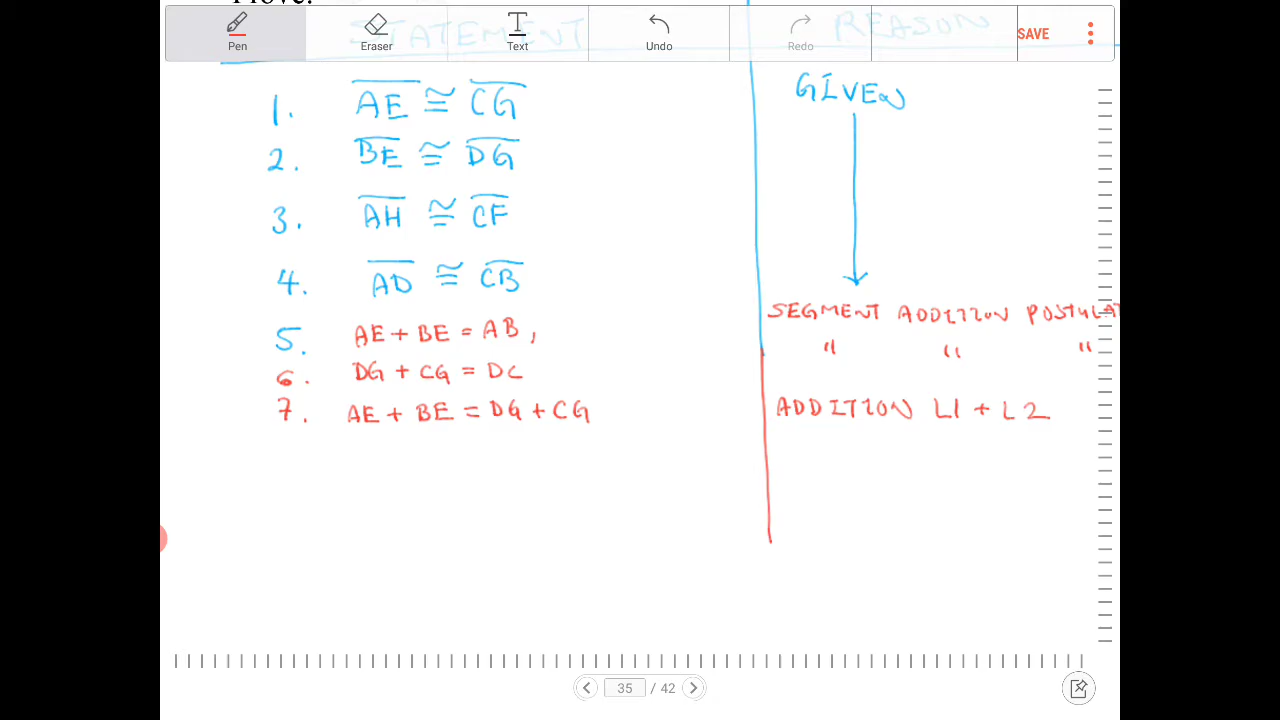 Prove:
Pen Eraser Text Undo Redo SAVE
STATEMENT REASON
1. AE ≅ CG GIVEN
2. BE ≅ DG
3. AH ≅ CF
4. AD ≅ CB
SEGMENT ADDITION POSTULAT
5. AE + BE = AB, " " "
6. DG + CG = DC
7. AE + BE = DG + CG ADDITION L1 + L2
35 / 42